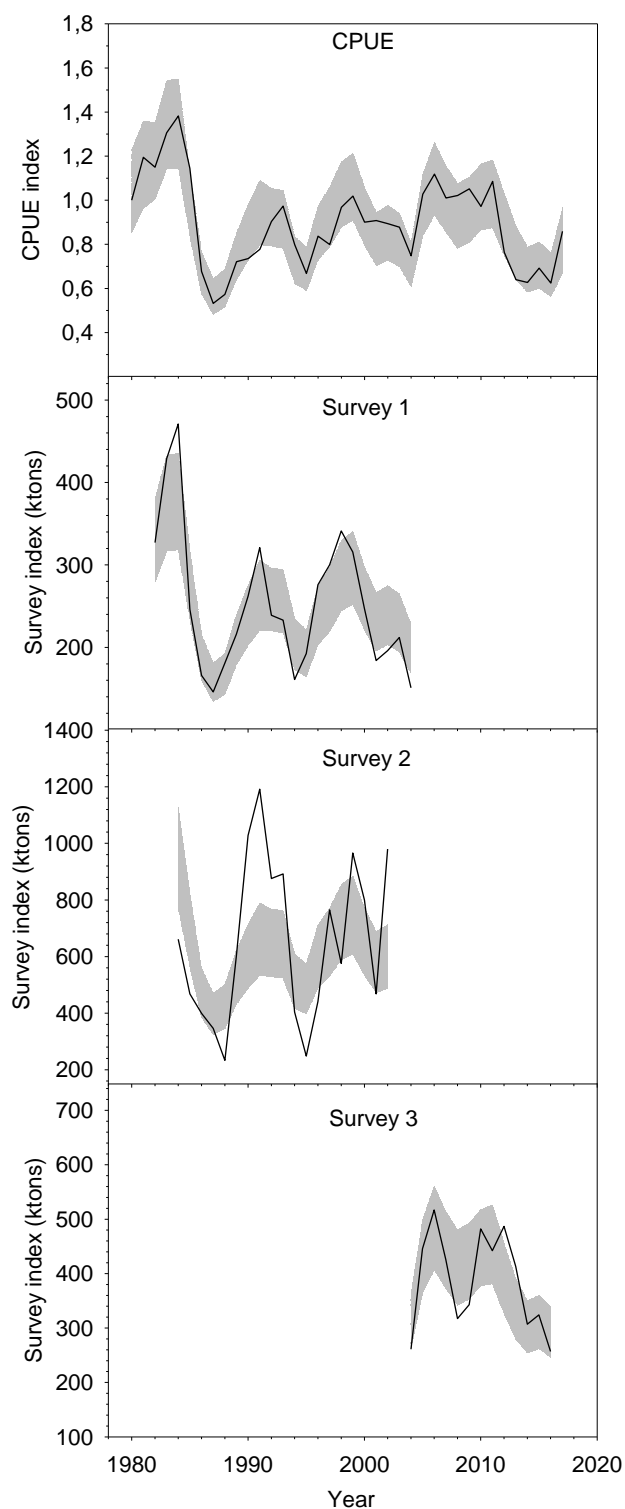 CPUE
1,8
1,6
1,4
1,2
1,0
0,8
0,6
0,4
CPUE index
Survey 1
500
400
300
200
Survey index (ktons)
Survey 2
1400
1200
1000
800
600
400
200
Survey index (ktons)
Survey 3
700
600
500
400
300
200
100
Survey index (ktons)
1980 1990 2000 2010 2020
Year